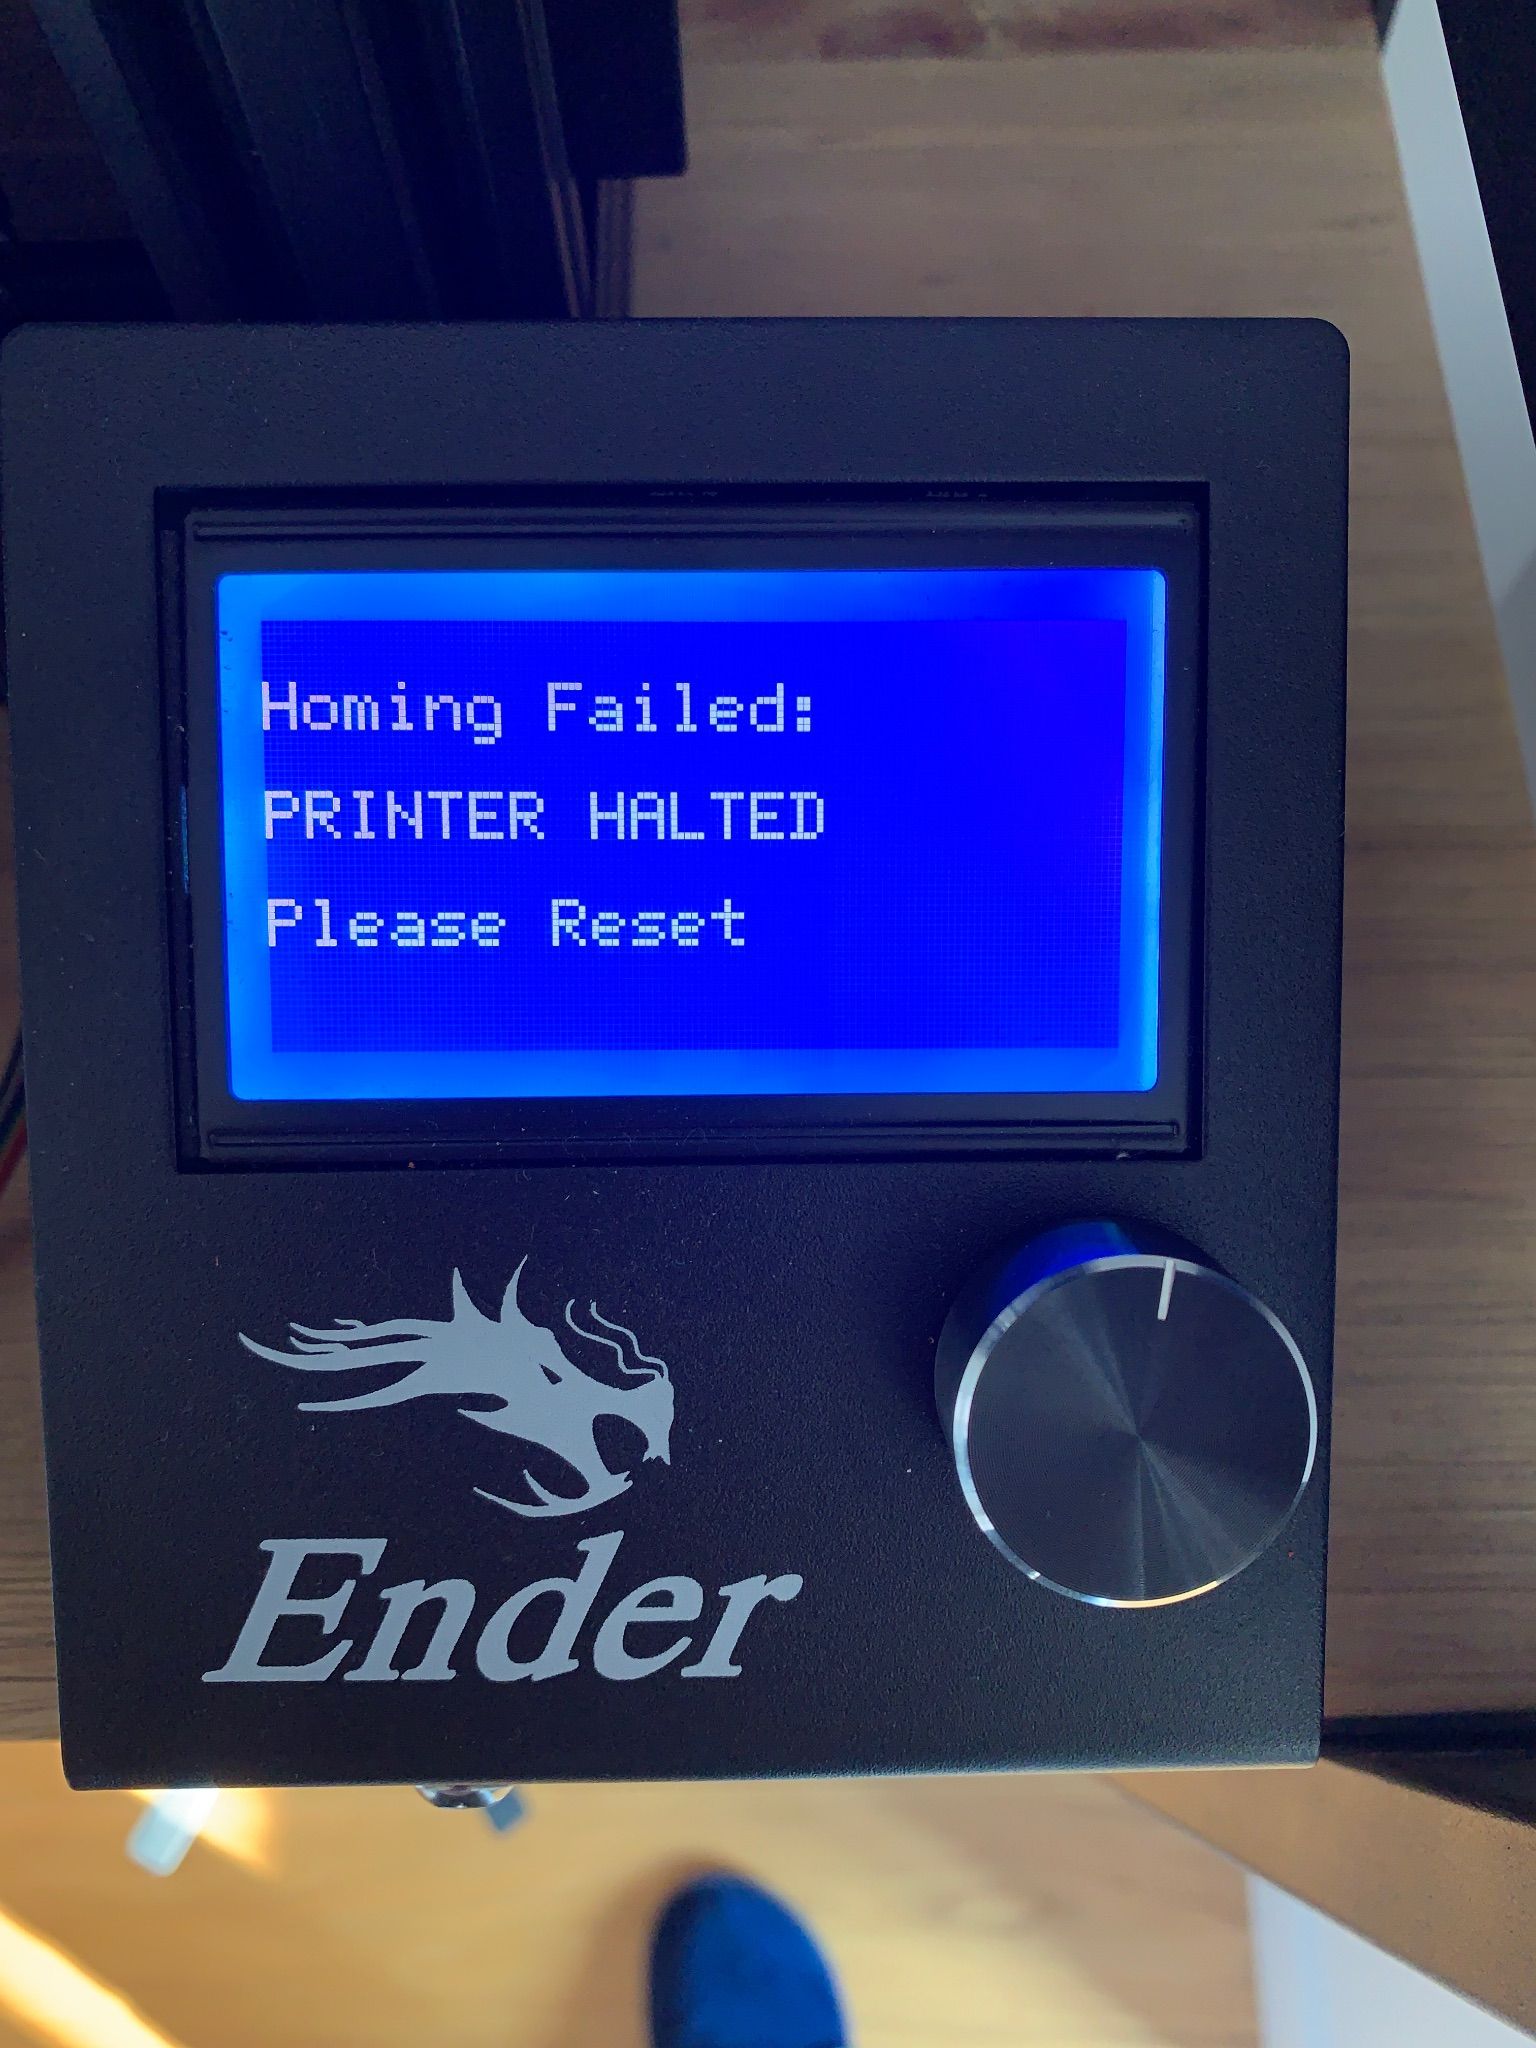 Homing Failed:
PRINTER HALTED
Please Reset
Ender